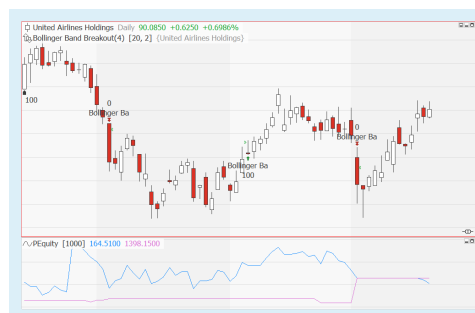 United Airlines Holdings Daily 90.0850 +0.6250 +0.6986%
Bollinger Band Breakout(4) [20, 2] (United Airlines Holdings)
100
0
Bollinger Ba
0
Bollinger Ba
Bollinger Ba
100
PEquity [1000] 164.5100 1398.1500